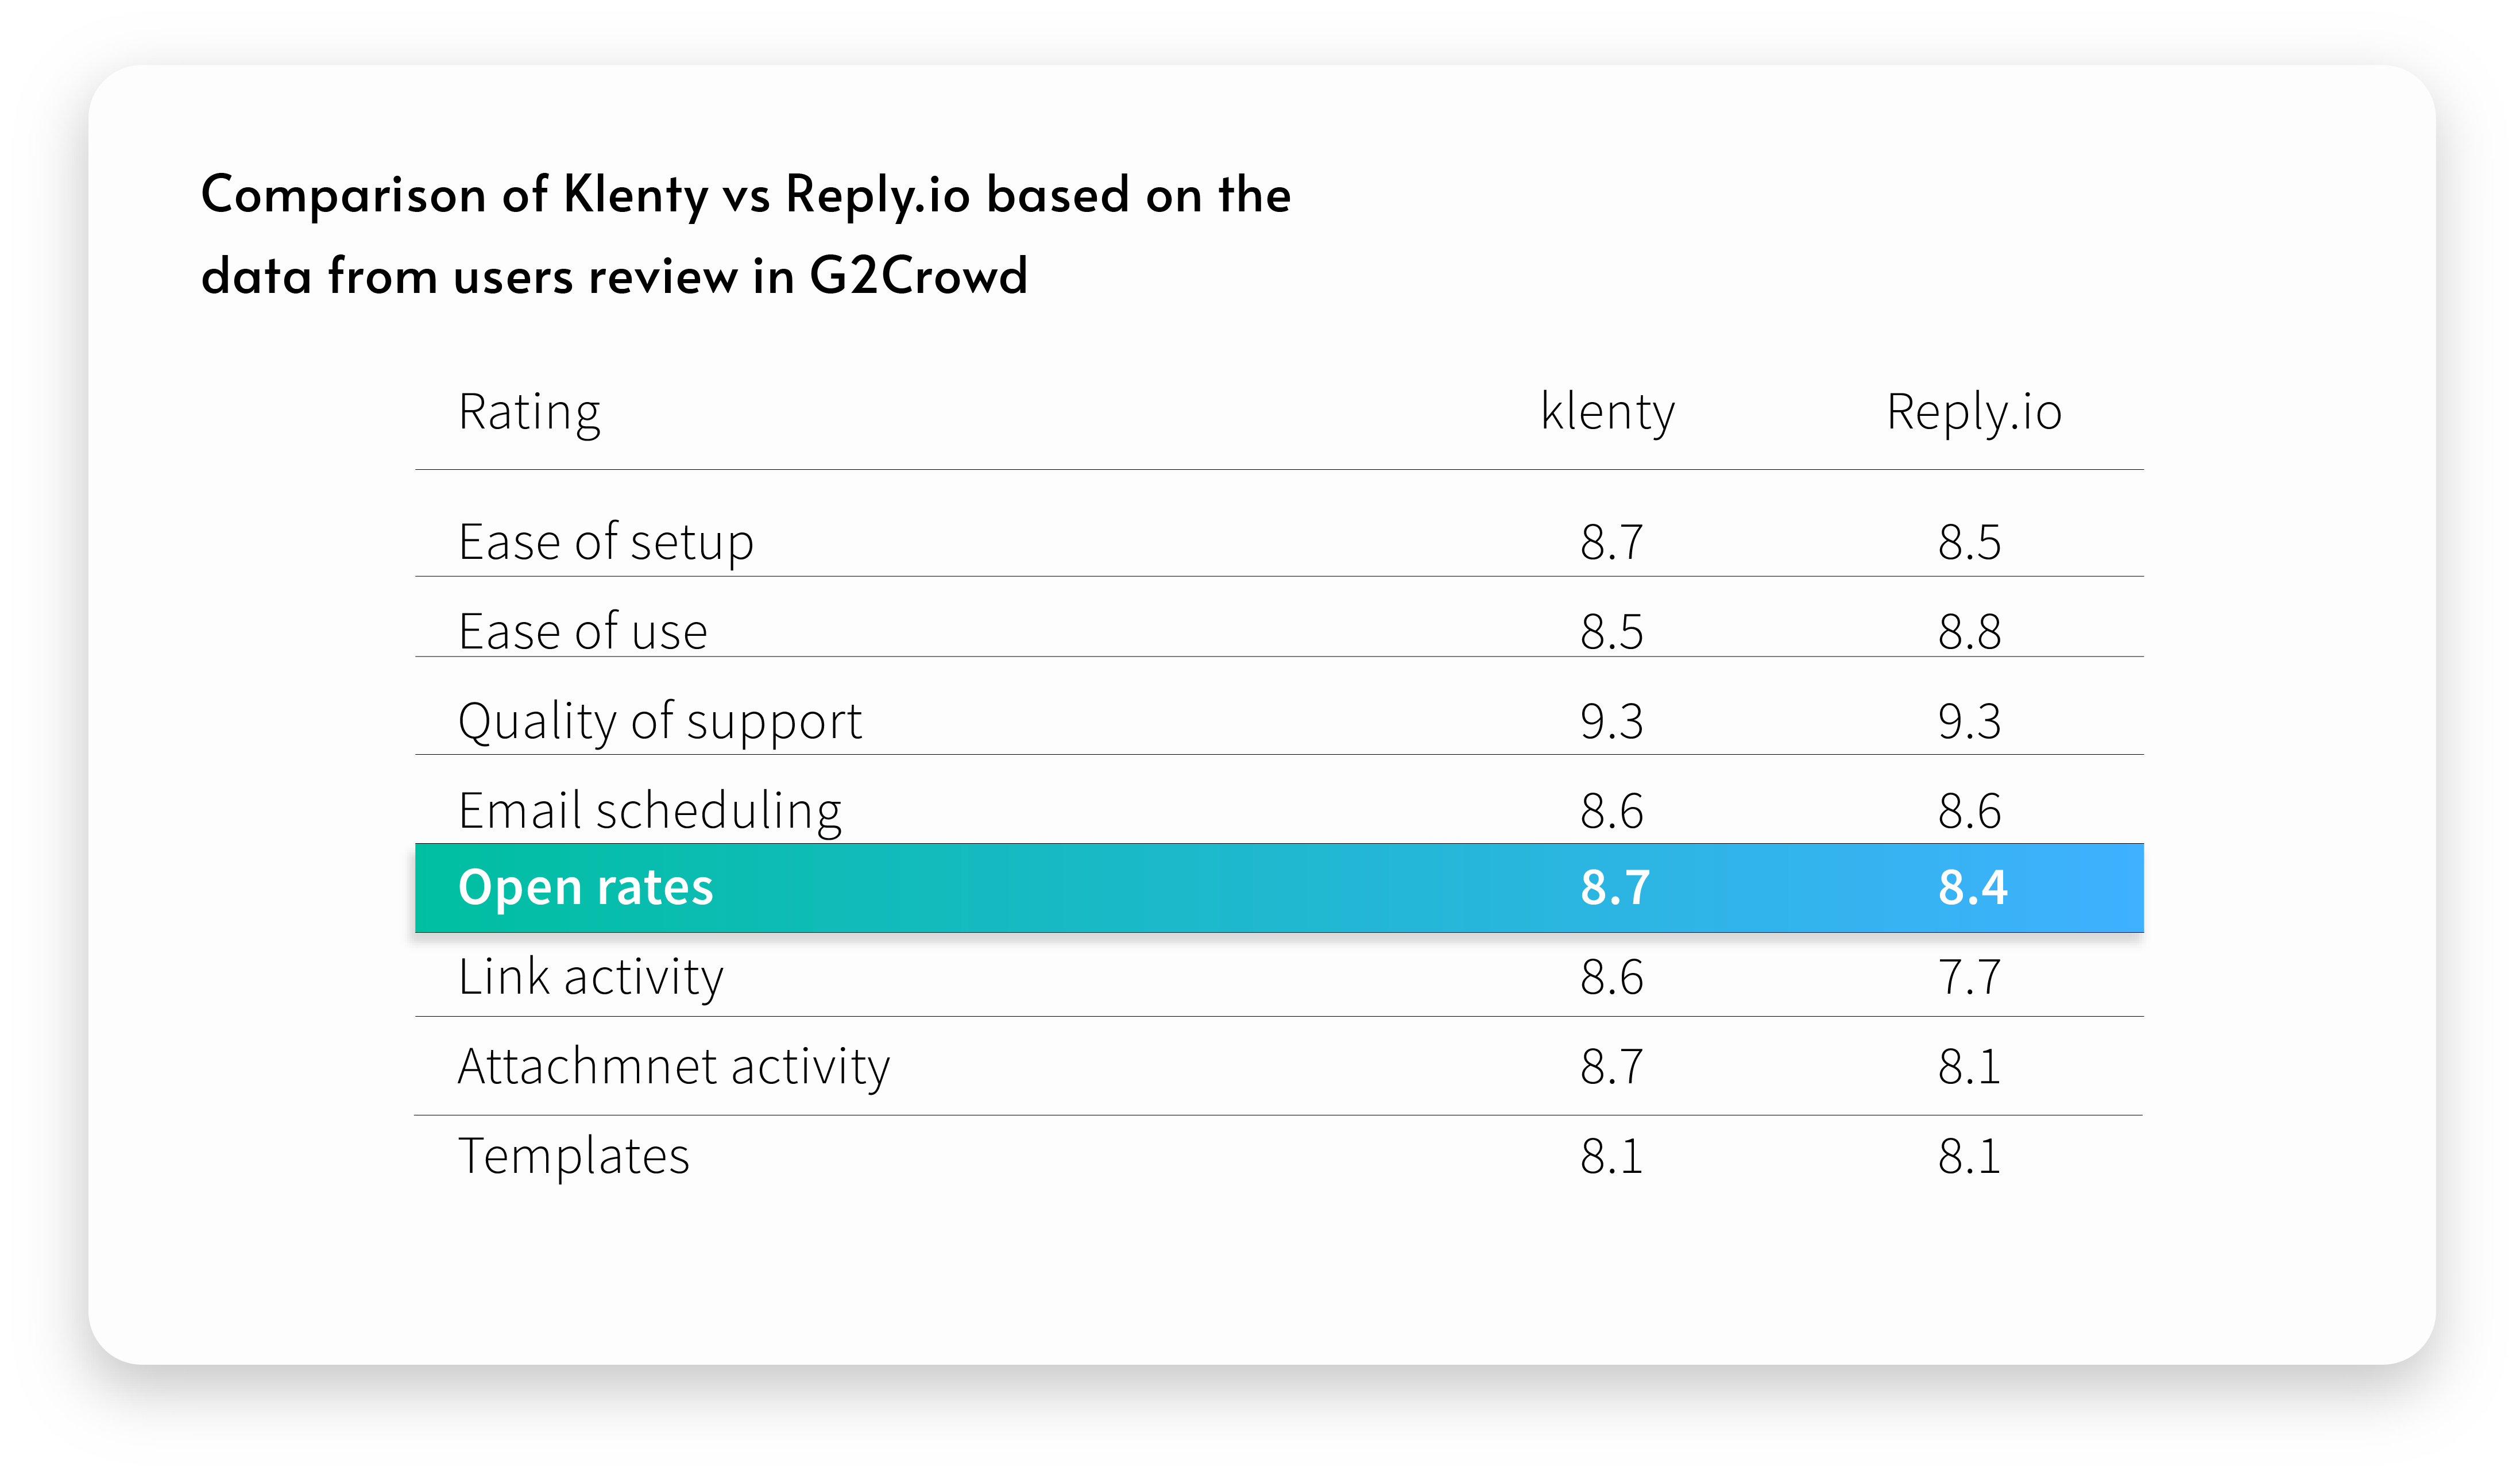 Comparison of Klenty vs Reply.io based on the
data from users review in G2Crowd
Rating klenty Reply.io
Ease of setup 8.7 8.5
Ease of use 8.5 8.8
Quality of support 9.3 9.3
Email scheduling 8.6 8.6
Open rates 8.7 8.4
Link activity 8.6 7.7
Attachmnet activity 8.7 8.1
Templates 8.1 8.1